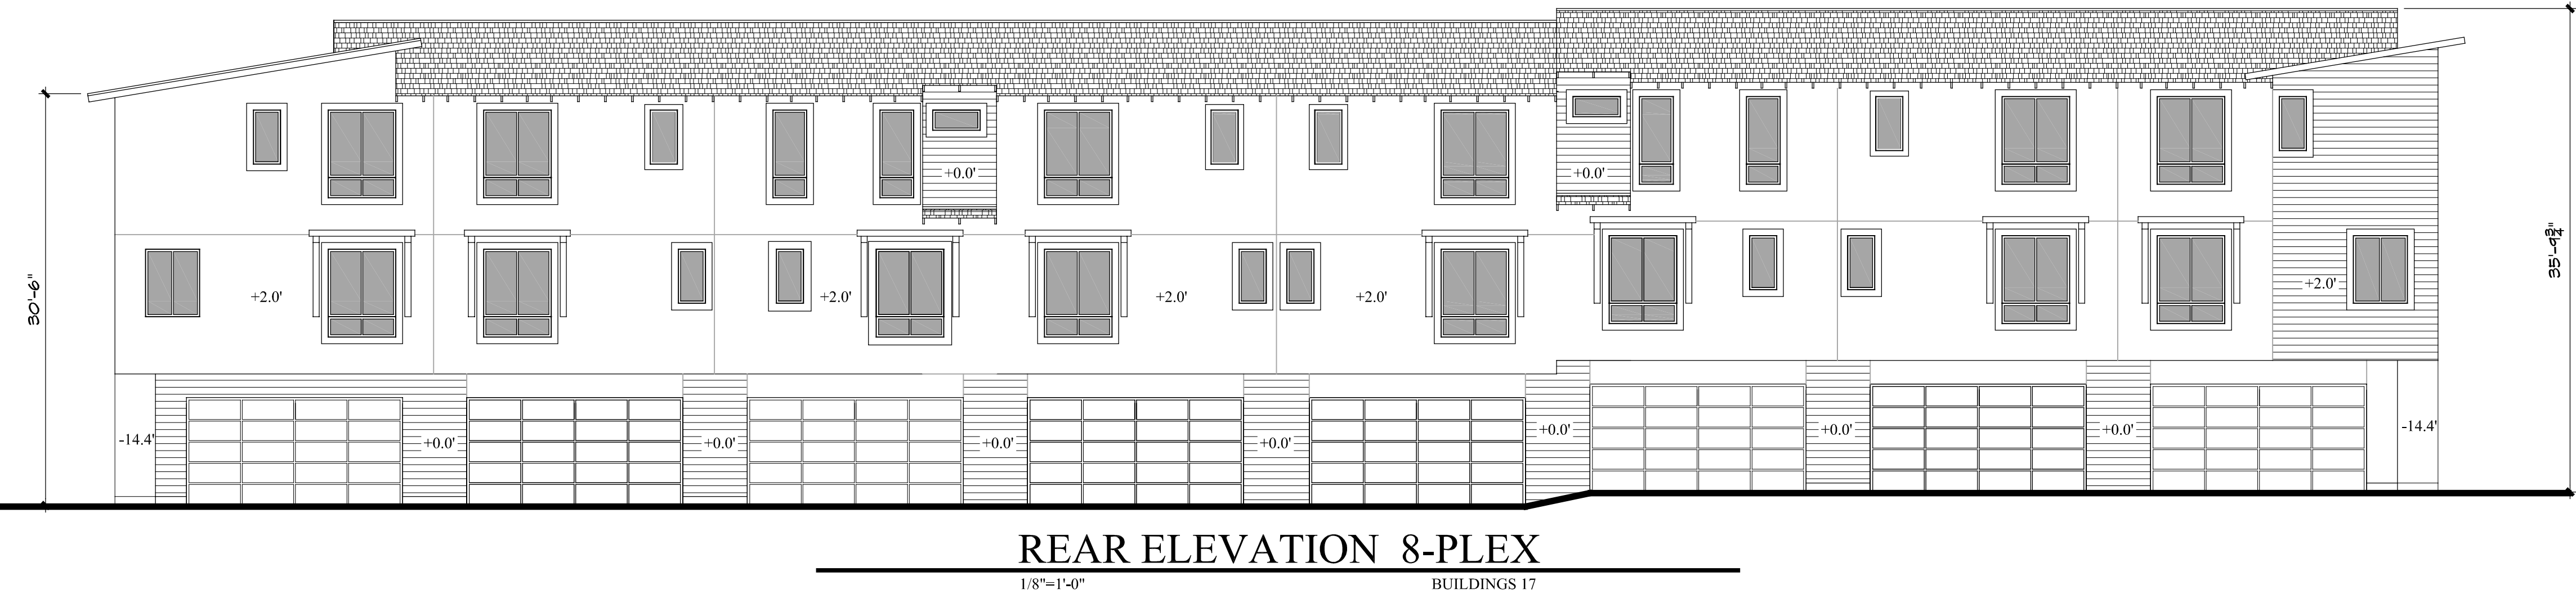 +0.0' +0.0'
30'-6"
+2.0' +2.0' +2.0' +2.0' +2.0'
35'-9¾"
-14.4' +0.0' +0.0' +0.0' +0.0' +0.0' +0.0' +0.0' -14.4'
REAR ELEVATION 8-PLEX
1/8"=1'-0" BUILDINGS 17